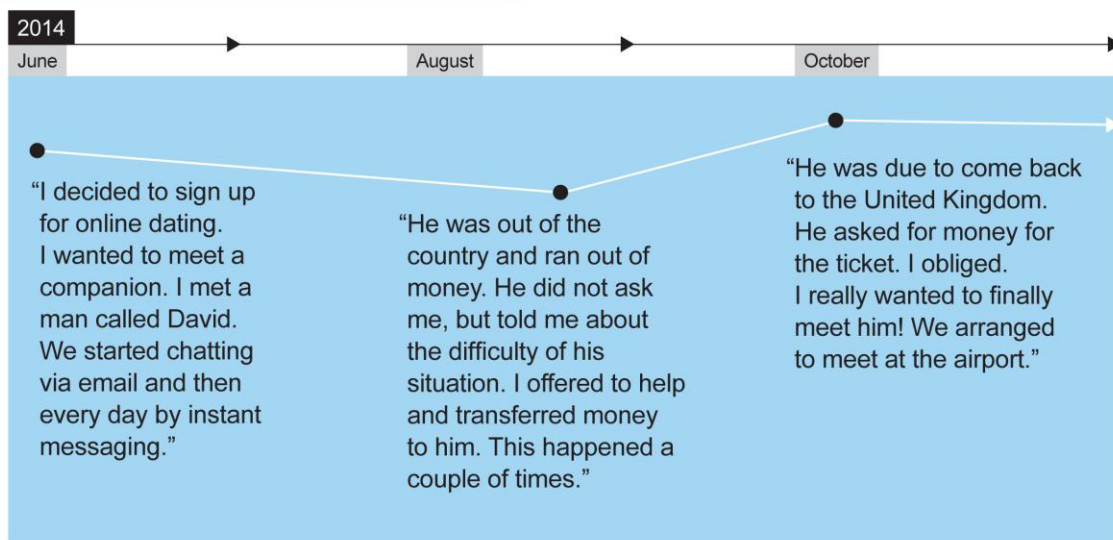 2014
June
August
October
“I decided to sign up
for online dating.
I wanted to meet a
companion. I met a
man called David.
We started chatting
via email and then
every day by instant
messaging.”
“He was out of the
country and ran out of
money. He did not ask
me, but told me about
the difficulty of his
situation. I offered to help
and transferred money
to him. This happened a
couple of times.”
“He was due to come back
to the United Kingdom.
He asked for money for
the ticket. I obliged.
I really wanted to finally
meet him! We arranged
to meet at the airport.”